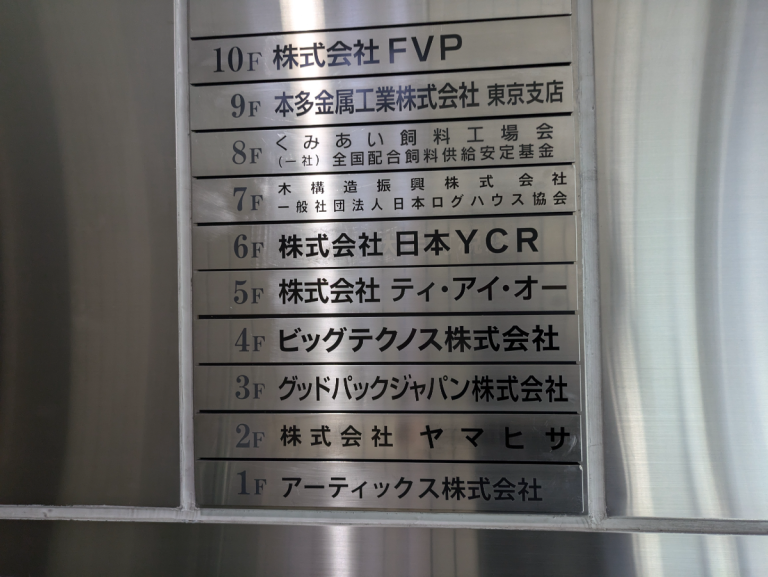 10F 株式会社 FVP
9F 本多金属工業株式会社 東京支店
8F くみあい飼料工場会
(一社) 全国配合飼料供給安定基金
7F 木構造振興株式会社
一般社団法人日本ログハウス協会
6F 株式会社 日本YCR
5F 株式会社 ティ・アイ・オー
4F ビッグテクノス株式会社
3F グッドパックジャパン株式会社
2F 株式会社 ヤマヒサ
1F アーティックス株式会社